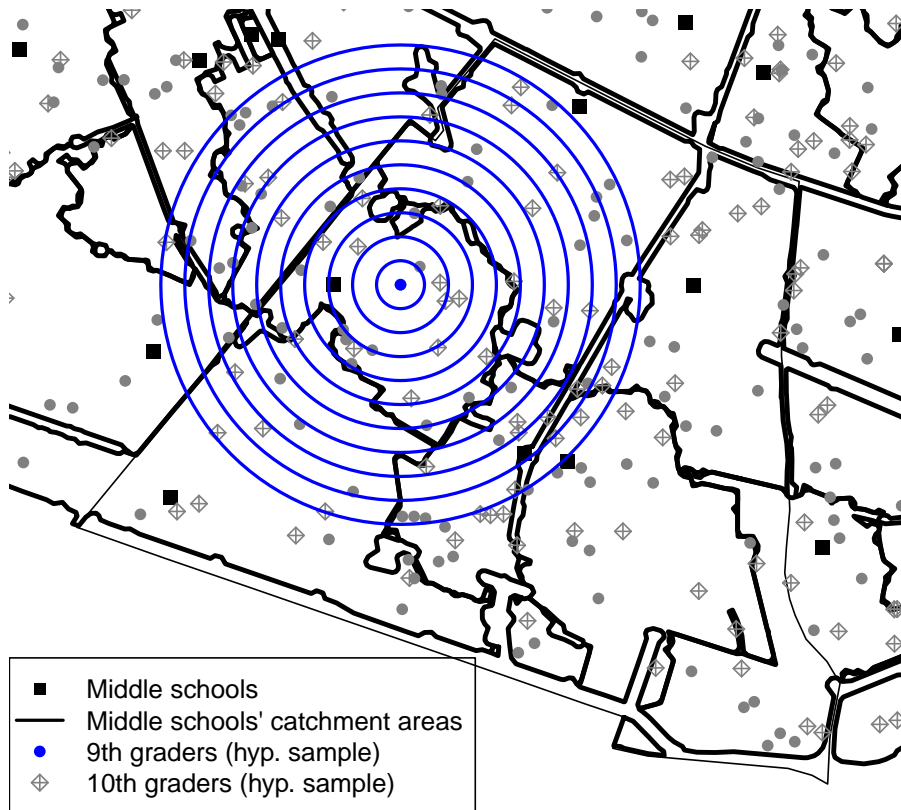 Middle schools
Middle schools' catchment areas
9th graders (hyp. sample)
10th graders (hyp. sample)